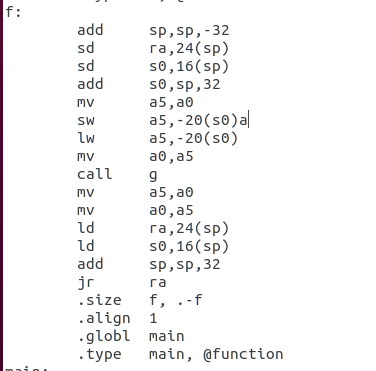 f:
add sp,sp,-32
sd ra,24(sp)
sd s0,16(sp)
add s0,sp,32
mv a5,a0
sw a5,-20(s0)a
lw a5,-20(s0)
mv a0,a5
call g
mv a5,a0
mv a0,a5
ld ra,24(sp)
ld s0,16(sp)
add sp,sp,32
jr ra
.size f, .-f
.align 1
.globl main
.type main, @function